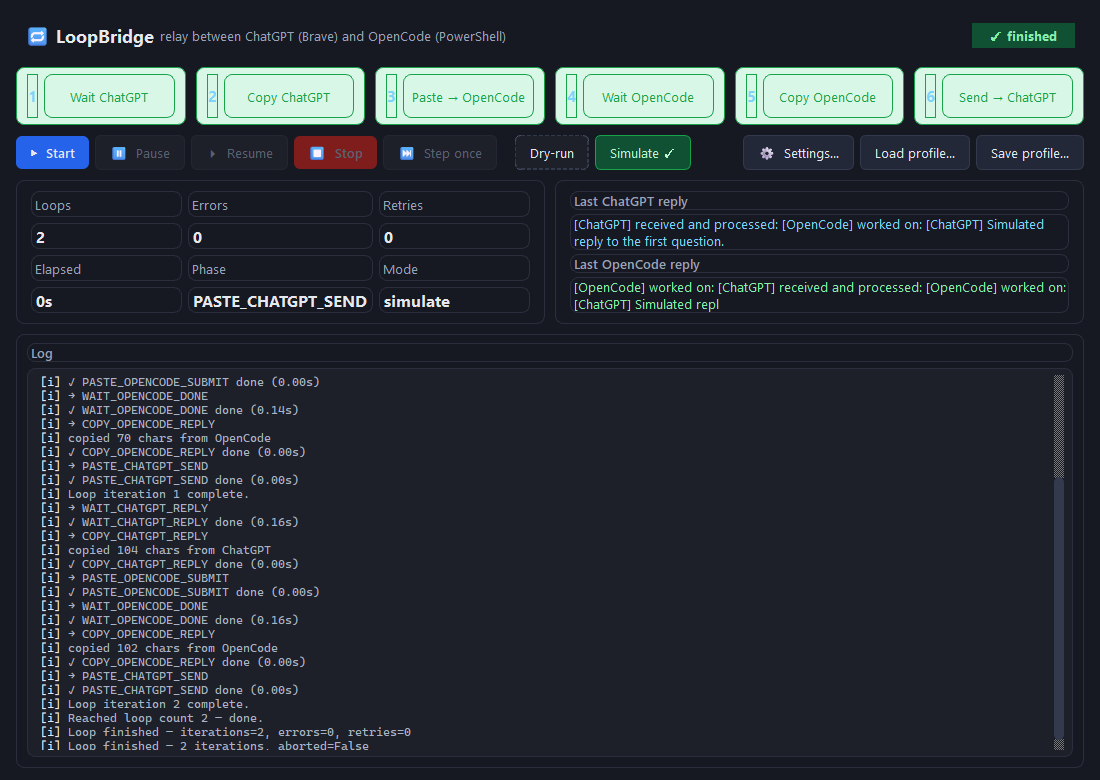 LoopBridge relay between ChatGPT (Brave) and OpenCode (PowerShell)
✓ finished
1 Wait ChatGPT
2 Copy ChatGPT
3 Paste → OpenCode
4 Wait OpenCode
5 Copy OpenCode
6 Send → ChatGPT
Start
Pause
Resume
Stop
Step once
Dry-run
Simulate ✓
Settings...
Load profile...
Save profile...
Loops Errors Retries
2 0 0
Elapsed Phase Mode
0s PASTE_CHATGPT_SEND simulate
Last ChatGPT reply
[ChatGPT] received and processed: [OpenCode] worked on: [ChatGPT] Simulated
reply to the first question.
Last OpenCode reply
[OpenCode] worked on: [ChatGPT] received and processed: [OpenCode] worked on:
[ChatGPT] Simulated repl
Log
[i] ✓ PASTE_OPENCODE_SUBMIT done (0.00s)
[i] → WAIT_OPENCODE_DONE
[i] ✓ WAIT_OPENCODE_DONE done (0.14s)
[i] → COPY_OPENCODE_REPLY
[i] copied 70 chars from OpenCode
[i] ✓ COPY_OPENCODE_REPLY done (0.00s)
[i] → PASTE_CHATGPT_SEND
[i] ✓ PASTE_CHATGPT_SEND done (0.00s)
[i] Loop iteration 1 complete.
[i] → WAIT_CHATGPT_REPLY
[i] ✓ WAIT_CHATGPT_REPLY done (0.16s)
[i] → COPY_CHATGPT_REPLY
[i] copied 104 chars from ChatGPT
[i] ✓ COPY_CHATGPT_REPLY done (0.00s)
[i] → PASTE_OPENCODE_SUBMIT
[i] ✓ PASTE_OPENCODE_SUBMIT done (0.00s)
[i] → WAIT_OPENCODE_DONE
[i] ✓ WAIT_OPENCODE_DONE done (0.16s)
[i] → COPY_OPENCODE_REPLY
[i] copied 102 chars from OpenCode
[i] ✓ COPY_OPENCODE_REPLY done (0.00s)
[i] → PASTE_CHATGPT_SEND
[i] ✓ PASTE_CHATGPT_SEND done (0.00s)
[i] Loop iteration 2 complete.
[i] Reached loop count 2 — done.
[i] Loop finished — iterations=2, errors=0, retries=0
[i] Loop finished — 2 iterations, aborted=False